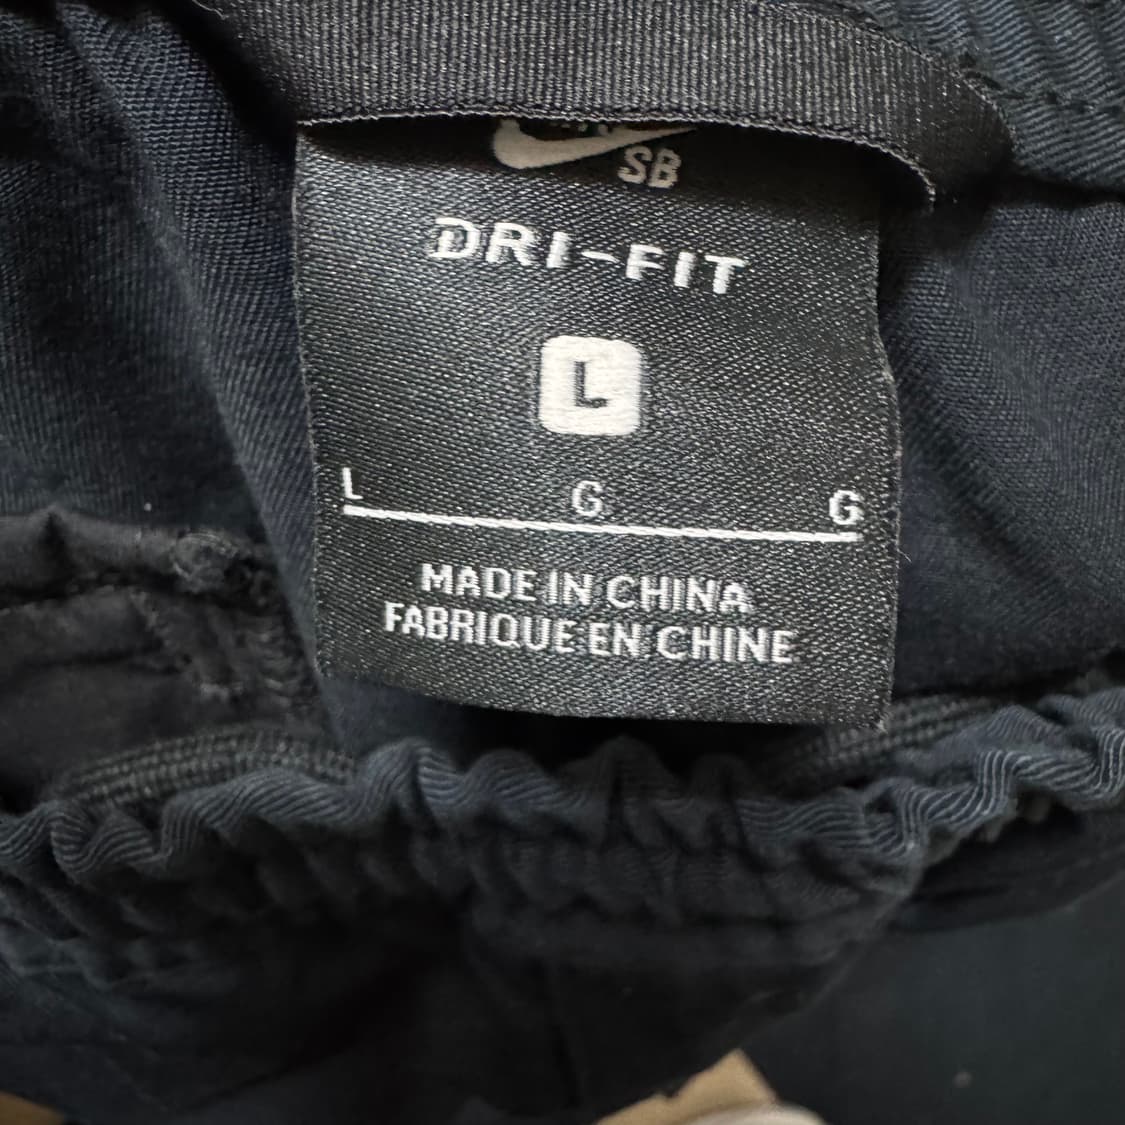 SB
DRI-FIT
L
L G G
MADE IN CHINA
FABRIQUE EN CHINE